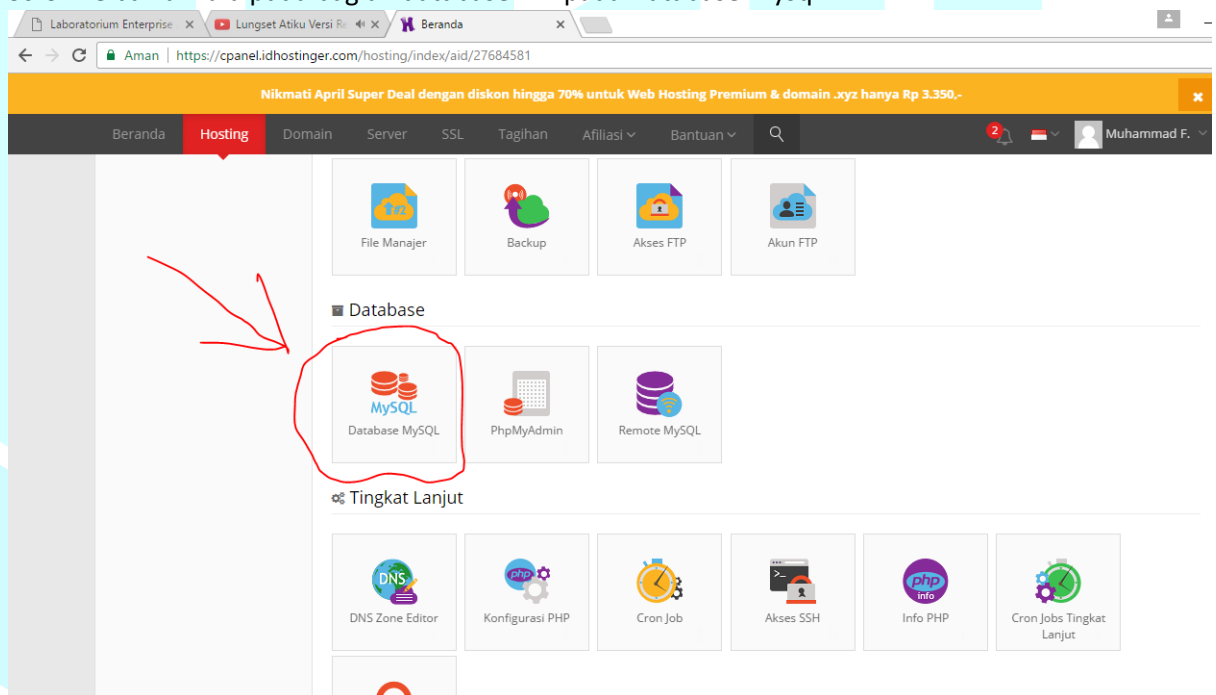 Laboratorium Enterprise
Lungset Atiku Versi Re
Beranda
Aman | https://cpanel.idhostinger.com/hosting/index/aid/27684581
Nikmati April Super Deal dengan diskon hingga 70% untuk Web Hosting Premium & domain .xyz hanya Rp 3.350,-
Beranda Hosting Domain Server SSL Tagihan Afiliasi Bantuan 2 Muhammad F.
File Manajer Backup Akses FTP Akun FTP
Database
MySQL
Database MySQL PhpMyAdmin Remote MySQL
Tingkat Lanjut
DNS php >_ php info
DNS Zone Editor Konfigurasi PHP Cron Job Akses SSH Info PHP Cron Jobs Tingkat
Lanjut